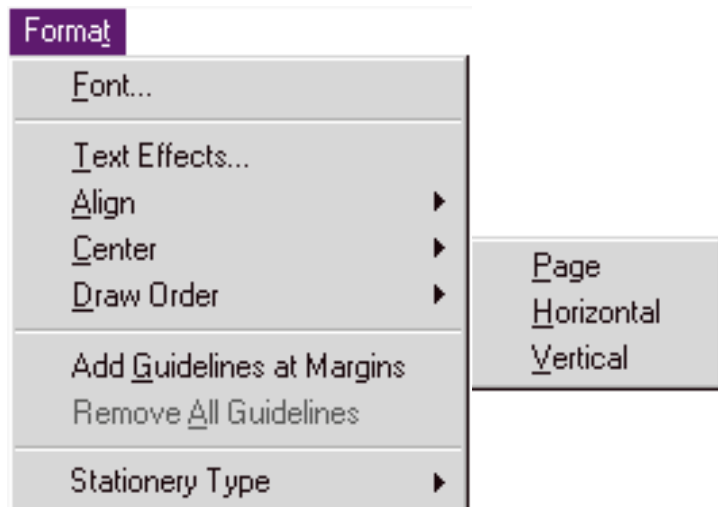 Format
Font...
Text Effects...
Align
Center
Draw Order
Add Guidelines at Margins
Remove All Guidelines
Stationery Type
Page
Horizontal
Vertical